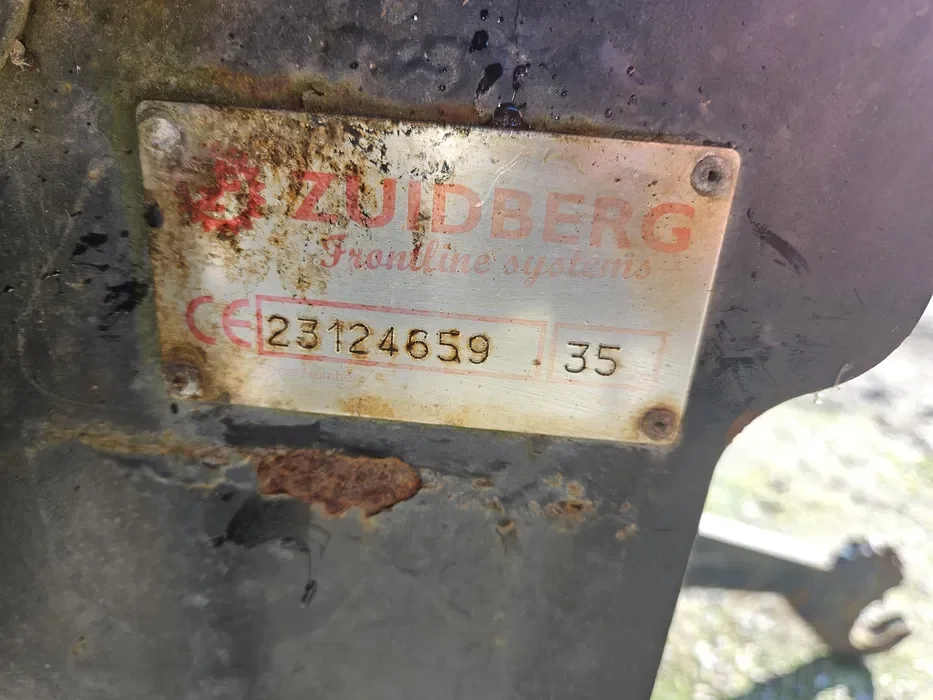 ZUIDBERG
Frontline systems
CE 23124659 35